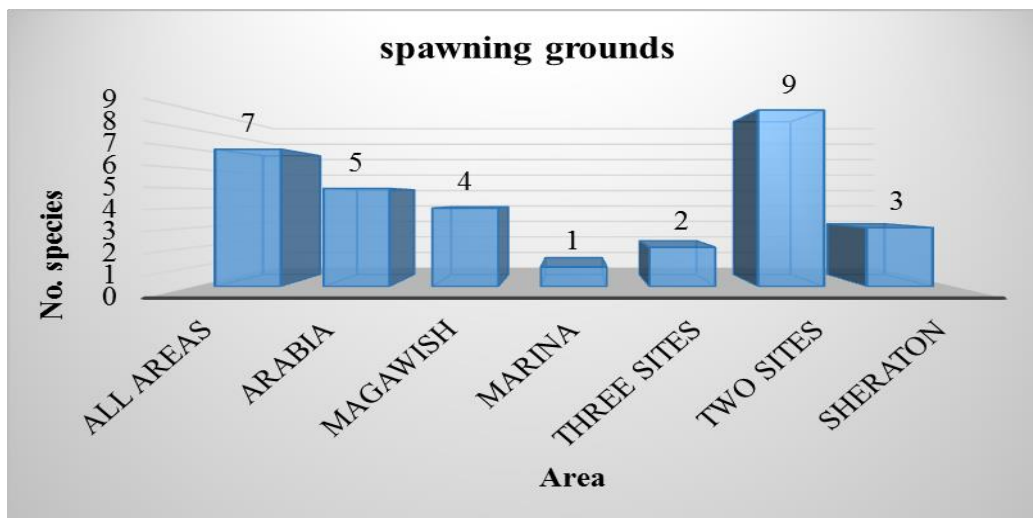 spawning grounds
No. species
9
8
7
6
5
4
3
2
1
0
7
5
4
1
2
9
3
ALL AREAS
ARABIA
MAGAWISH
MARINA
THREE SITES
TWO SITES
SHERATON
Area